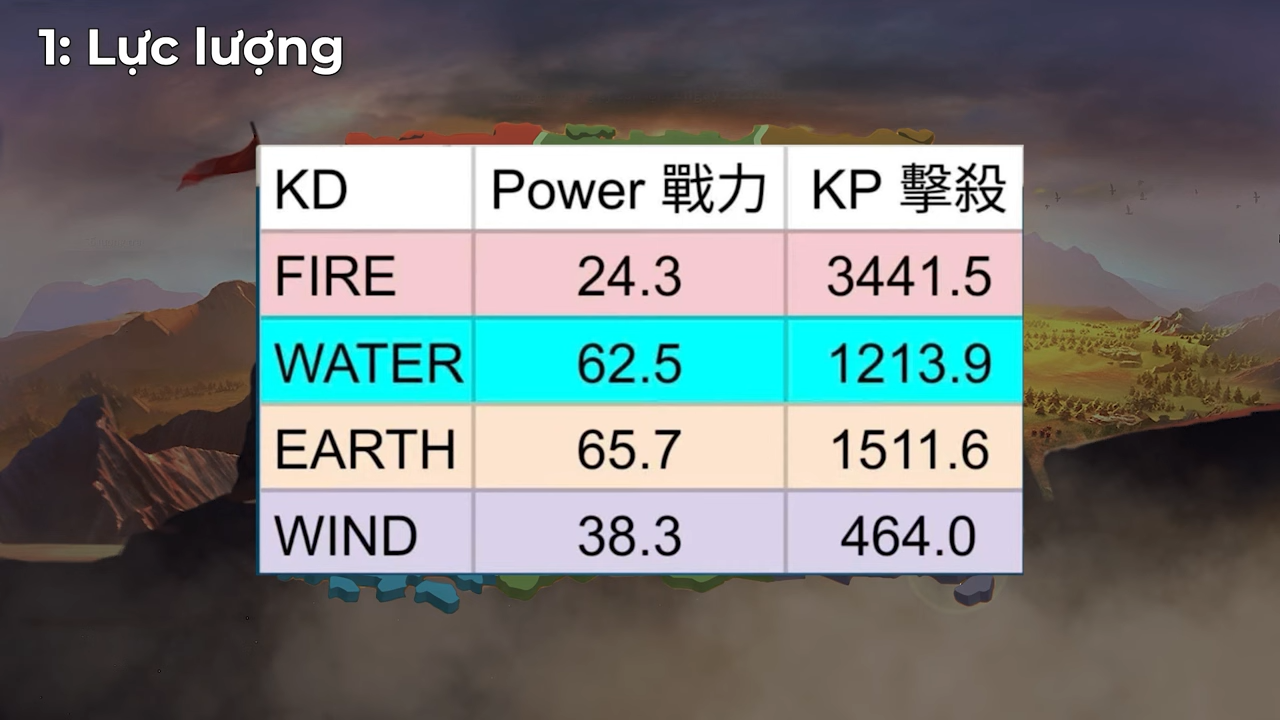 1: Lực lượng
KD Power 戰力 KP 擊殺
FIRE 24.3 3441.5
WATER 62.5 1213.9
EARTH 65.7 1511.6
WIND 38.3 464.0